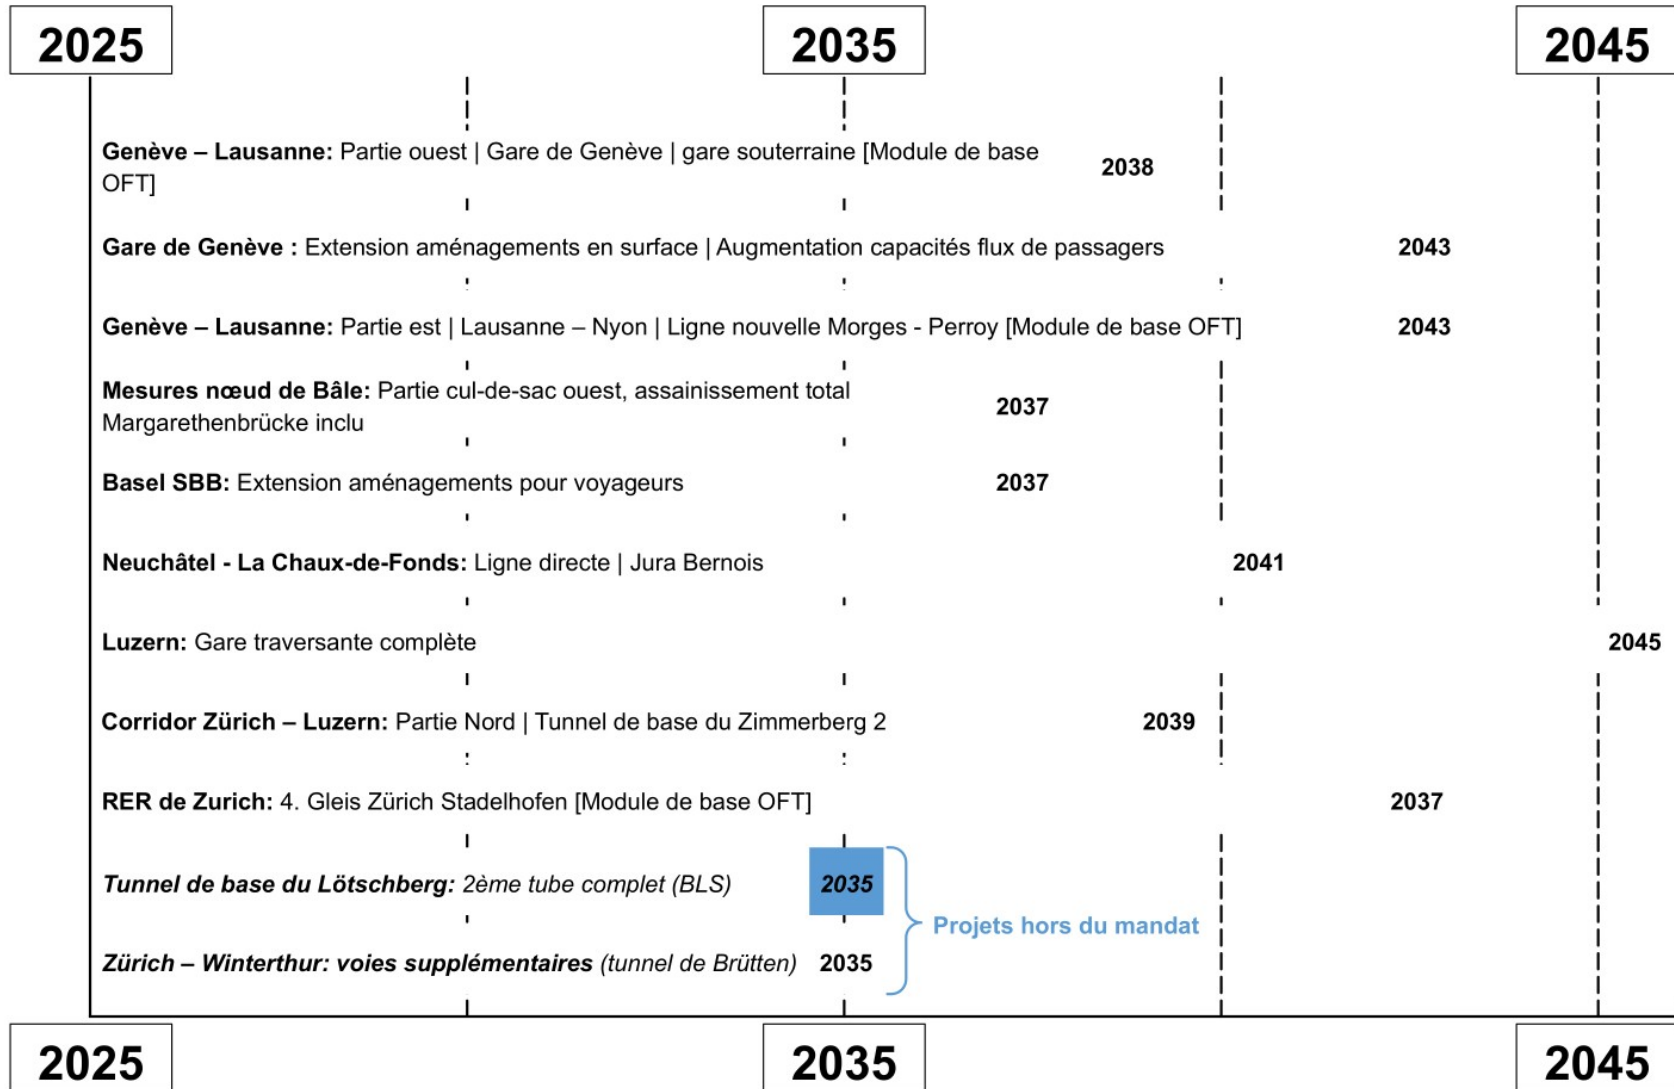 2025 2035 2045
Genève – Lausanne: Partie ouest | Gare de Genève | gare souterraine [Module de base
OFT]
2038
Gare de Genève : Extension aménagements en surface | Augmentation capacités flux de passagers 2043
Genève – Lausanne: Partie est | Lausanne – Nyon | Ligne nouvelle Morges - Perroy [Module de base OFT] 2043
Mesures nœud de Bâle: Partie cul-de-sac ouest, assainissement total
Margarethenbrücke inclu
2037
Basel SBB: Extension aménagements pour voyageurs 2037
Neuchâtel - La Chaux-de-Fonds: Ligne directe | Jura Bernois 2041
Luzern: Gare traversante complète 2045
Corridor Zürich – Luzern: Partie Nord | Tunnel de base du Zimmerberg 2 2039
RER de Zurich: 4. Gleis Zürich Stadelhofen [Module de base OFT] 2037
Tunnel de base du Lötschberg: 2ème tube complet (BLS) 2035
Projets hors du mandat
Zürich – Winterthur: voies supplémentaires (tunnel de Brütten) 2035
2025 2035 2045